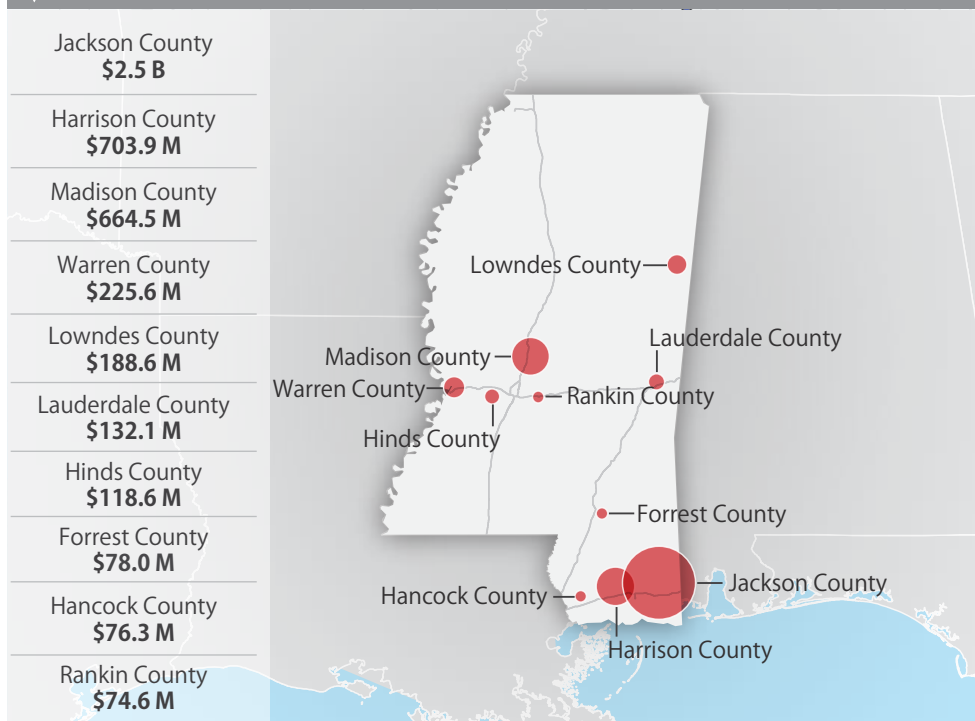 Jackson County
$2.5 B
Harrison County
$703.9 M
Madison County
$664.5 M
Warren County
$225.6 M
Lowndes County
$188.6 M
Lauderdale County
$132.1 M
Hinds County
$118.6 M
Forrest County
$78.0 M
Hancock County
$76.3 M
Rankin County
$74.6 M
Lowndes County
Lauderdale County
Madison County
Warren County
Rankin County
Hinds County
Forrest County
Jackson County
Hancock County
Harrison County